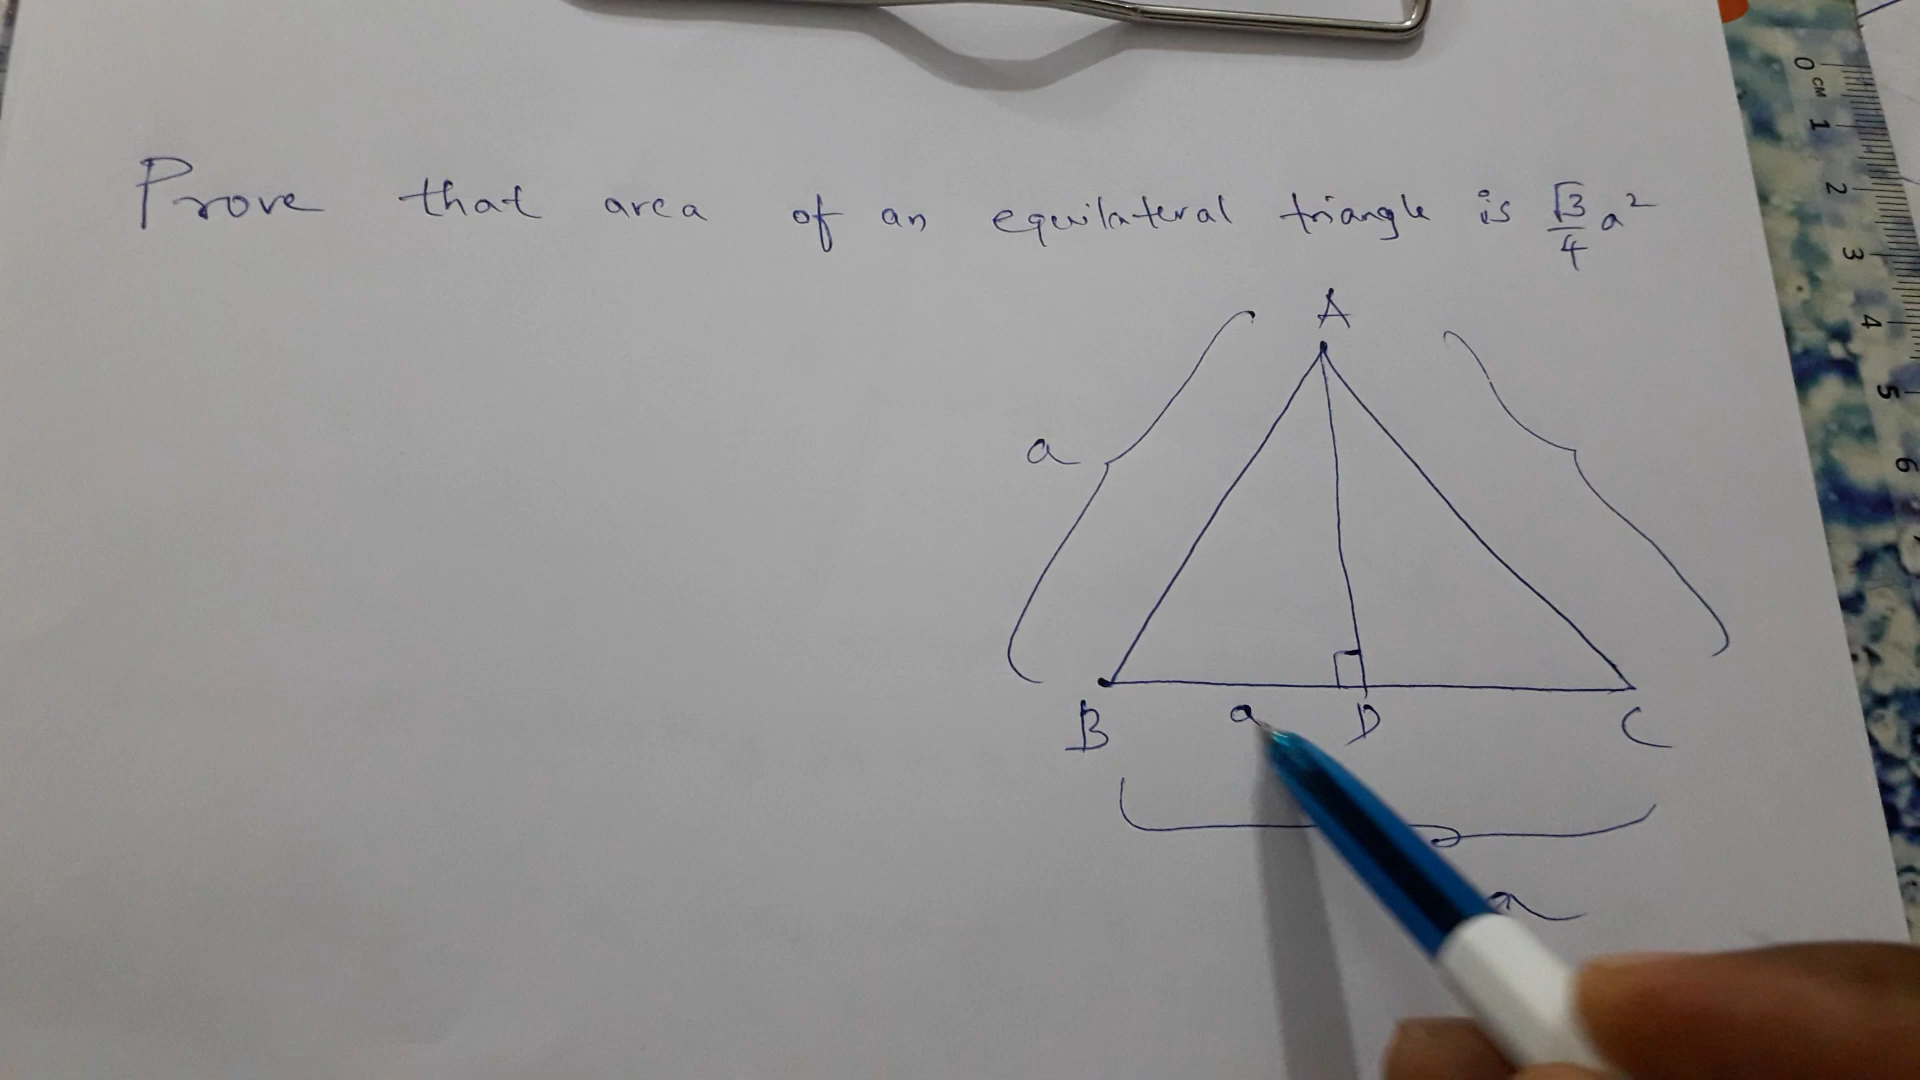 Prove that area of an equilateral triangle is √3/4 a²
A
a
B a D C
a
0 CM 1 2 3 4 5 6